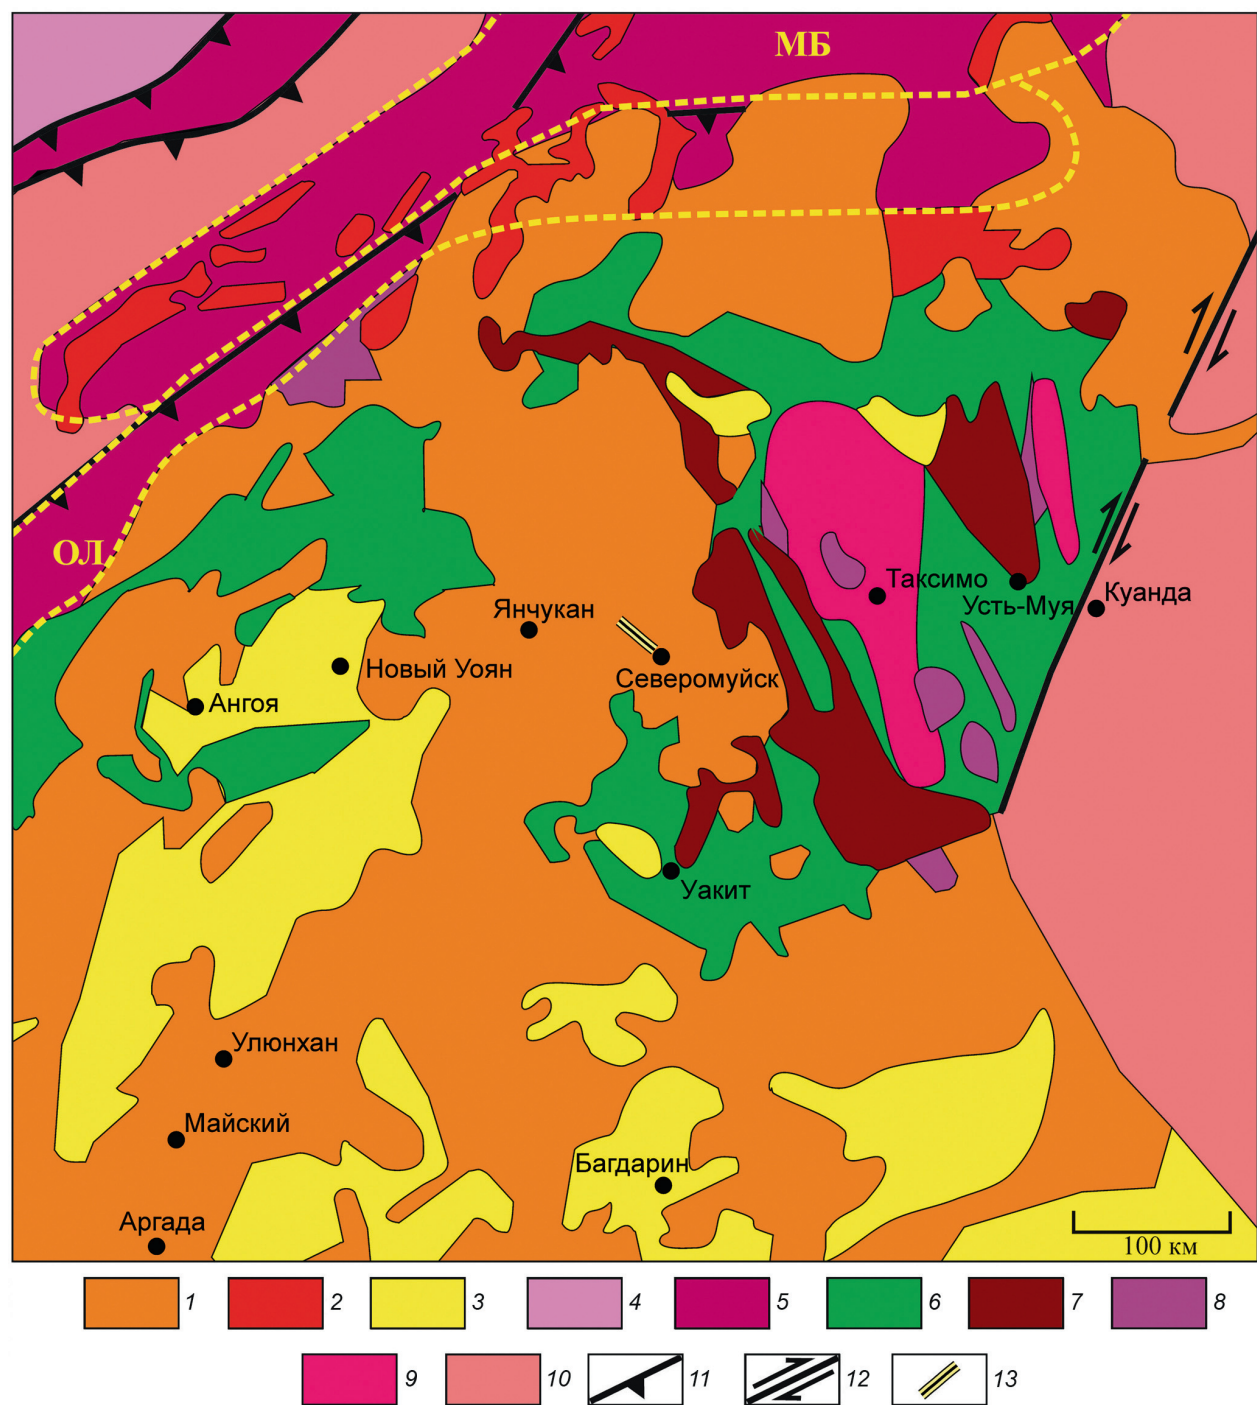 МБ
ОЛ
Таксимо
Усть-Муя
Куанда
Янчукан
Новый Уоян
Северомуйск
Ангоя
Уакит
Улюнхан
Майский
Багдарин
Аргада
100 км
1 2 3 4 5 6 7 8
9 10 11 12 13